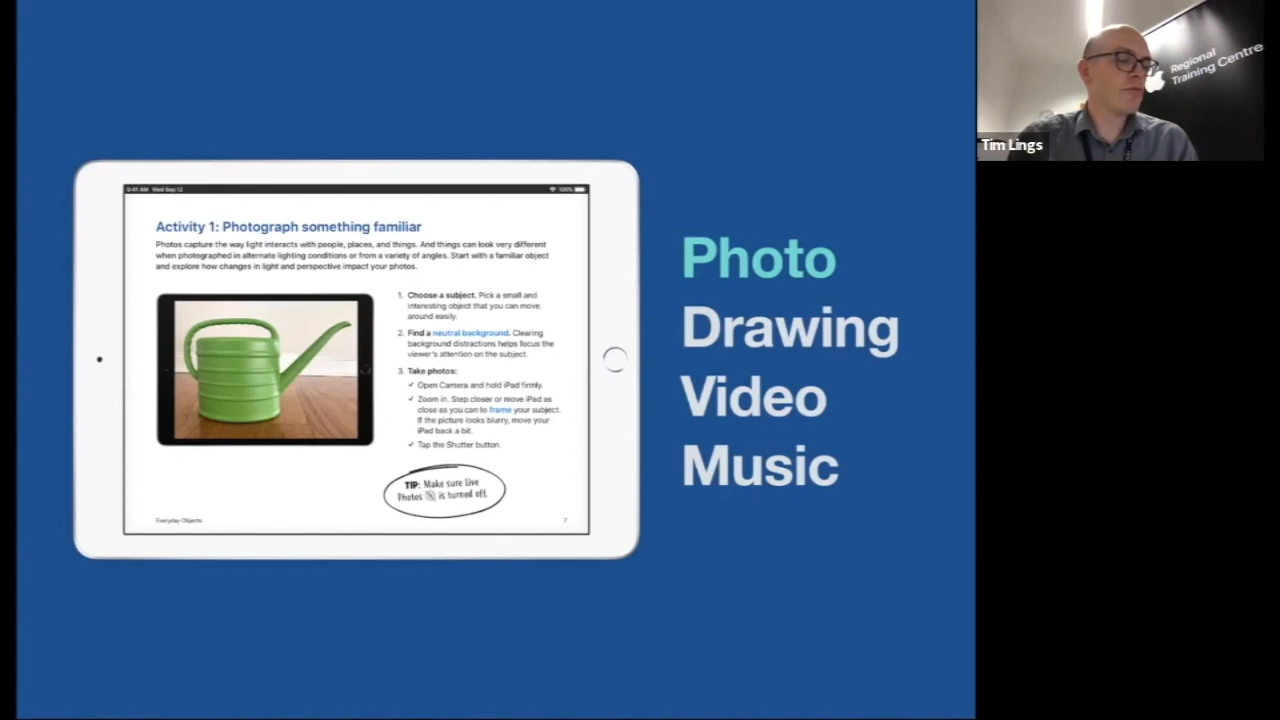 9:41 AM Wed Sep 12
100%
Activity 1: Photograph something familiar
Photos capture the way light interacts with people, places, and things. And things can look very different
when photographed in alternate lighting conditions or from a variety of angles. Start with a familiar object
and explore how changes in light and perspective impact your photos.
1. Choose a subject. Pick a small and
interesting object that you can move
around easily.
2. Find a neutral background. Clearing
background distractions helps focus the
viewer's attention on the subject.
3. Take photos:
✓ Open Camera and hold iPad firmly.
✓ Zoom in. Step closer or move iPad as
close as you can to frame your subject.
If the picture looks blurry, move your
iPad back a bit.
✓ Tap the Shutter button.
TIP: Make sure Live
Photos is turned off.
Everyday Objects
7
Photo
Drawing
Video
Music
Regional
Training Centre
Tim Lings